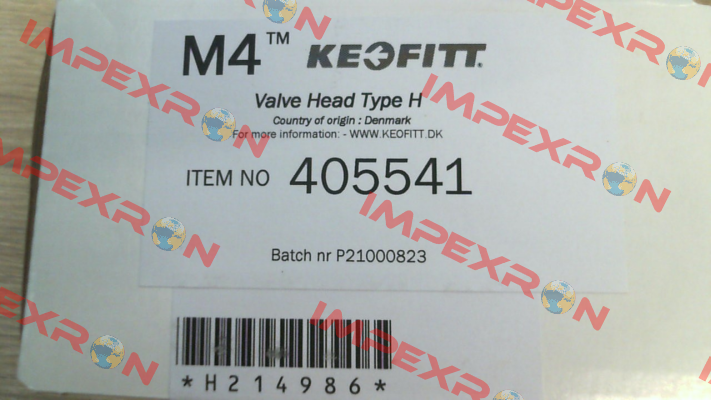 M4™ KEOFITT®
Valve Head Type H
Country of origin : Denmark
For more information: - WWW.KEOFITT.DK
ITEM NO 405541
Batch nr P21000823
*H214986*
IMPEXRON
IMPEXRON
IMPEXRON
IMPEXRON
IMPEXRON
IMPEXRON
IMPEXRON